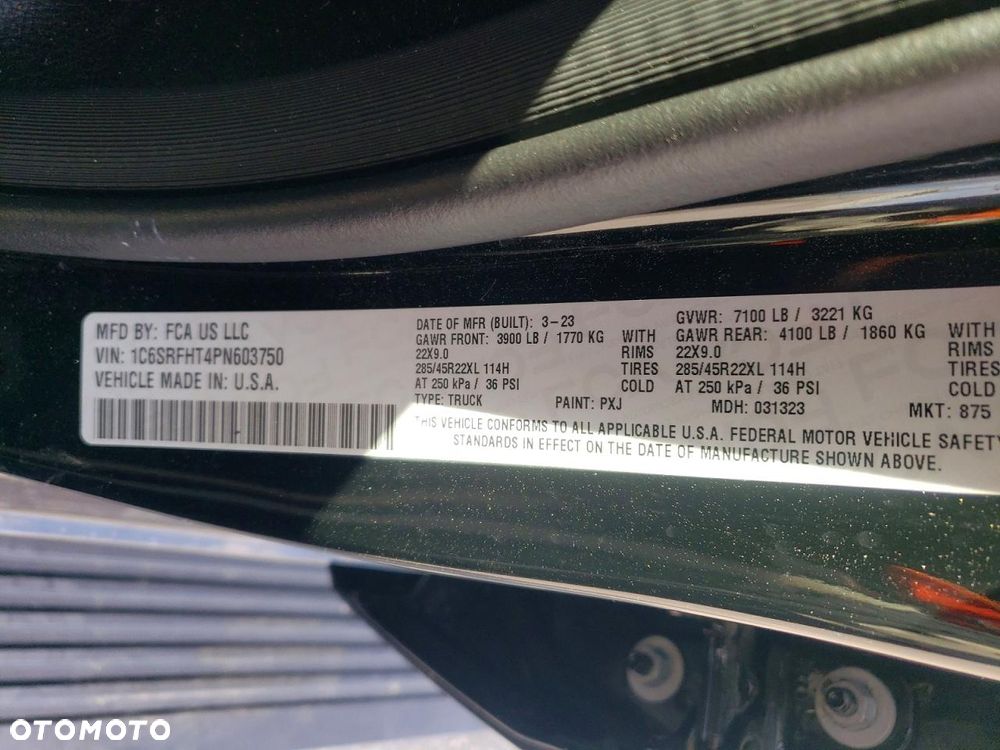 MFD BY: FCA US LLC
VIN: 1C6SRFHT4PN603750
VEHICLE MADE IN: U.S.A.
DATE OF MFR (BUILT): 3-23 GVWR: 7100 LB / 3221 KG
GAWR FRONT: 3900 LB / 1770 KG WITH GAWR REAR: 4100 LB / 1860 KG WITH
22X9.0 RIMS 22X9.0 RIMS
285/45R22XL 114H TIRES 285/45R22XL 114H TIRES
AT 250 kPa / 36 PSI COLD AT 250 kPa / 36 PSI COLD
TYPE: TRUCK PAINT: PXJ MDH: 031323 MKT: 875
THIS VEHICLE CONFORMS TO ALL APPLICABLE U.S.A. FEDERAL MOTOR VEHICLE SAFETY
STANDARDS IN EFFECT ON THE DATE OF MANUFACTURE SHOWN ABOVE.
OTOMOTO